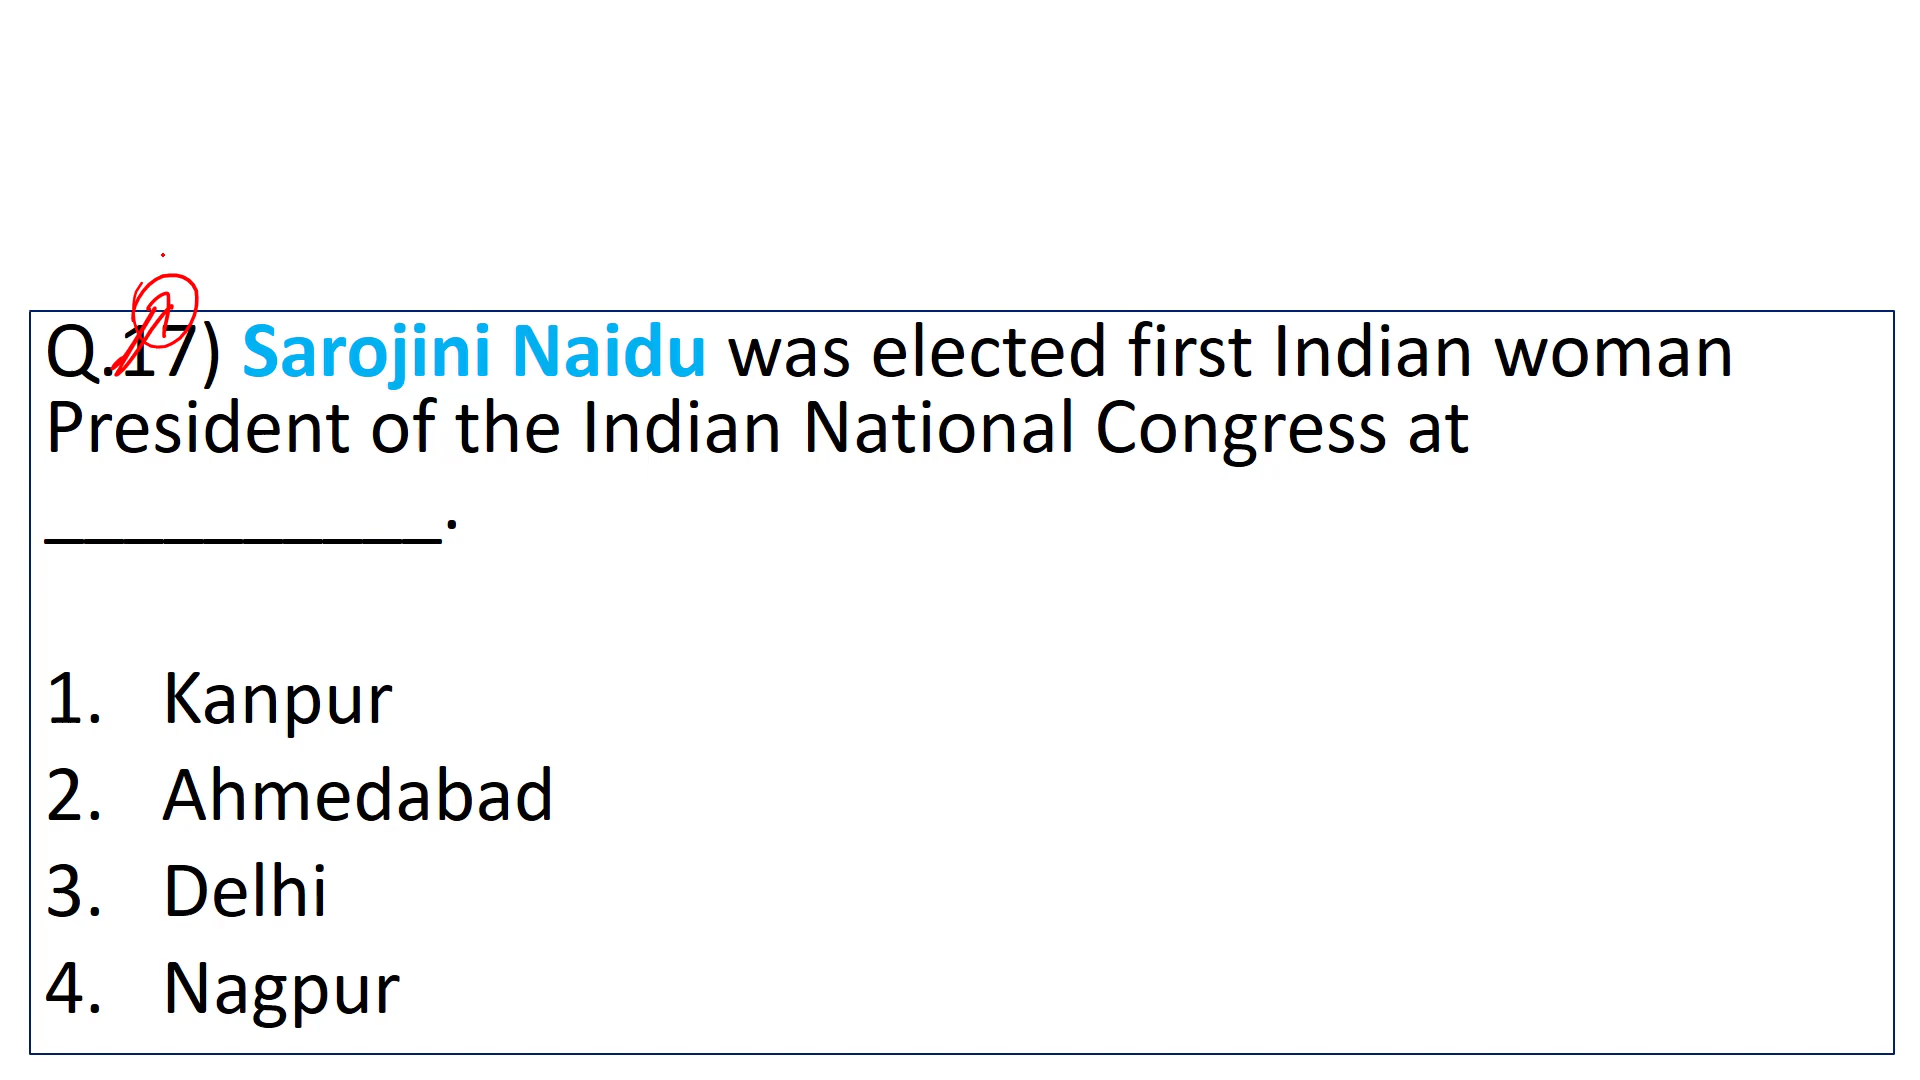 Q.17) Sarojini Naidu was elected first Indian woman
President of the Indian National Congress at
__________.
1. Kanpur
2. Ahmedabad
3. Delhi
4. Nagpur